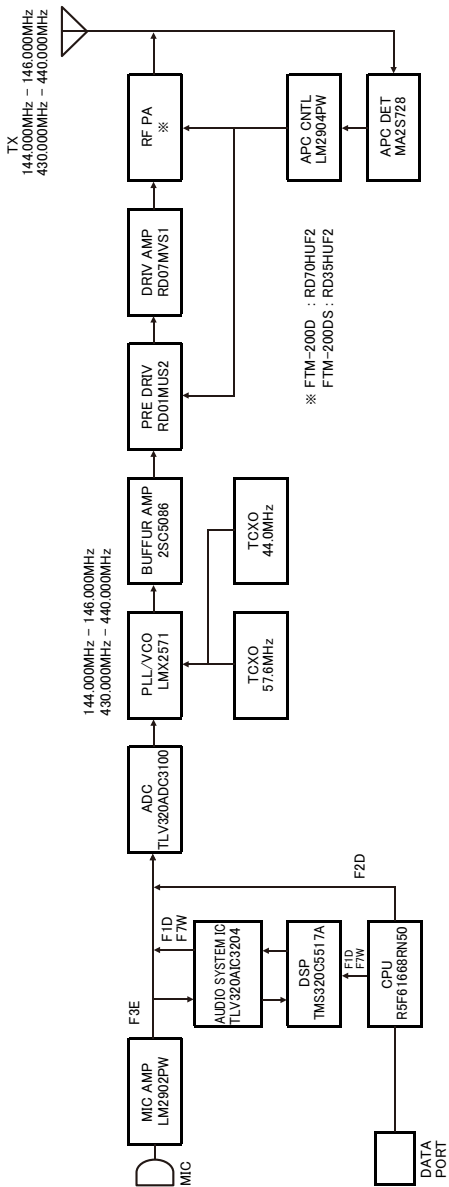 TX
144.000MHz - 146.000MHz
430.000MHz - 440.000MHz
144.000MHz - 146.000MHz
430.000MHz - 440.000MHz
MIC
MIC AMP
LM2902PW
F3E
ADC
TLV320ADC3100
PLL/VCO
LMX2571
BUFFUR AMP
2SC5086
PRE DRIV
RD01MUS2
DRIV AMP
RD07MVS1
RF PA
※
F1D
F7W
AUDIO SYSTEM IC
TLV320AIC3204
DSP
TMS320C5517A
F1D
F7W
CPU
R5F61668RN50
F2D
DATA
PORT
TCXO
57.6MHz
TCXO
44.0MHz
APC CNTL
LM2904PW
APC DET
MA2S728
※ FTM-200D : RD70HUF2
FTM-200DS : RD35HUF2